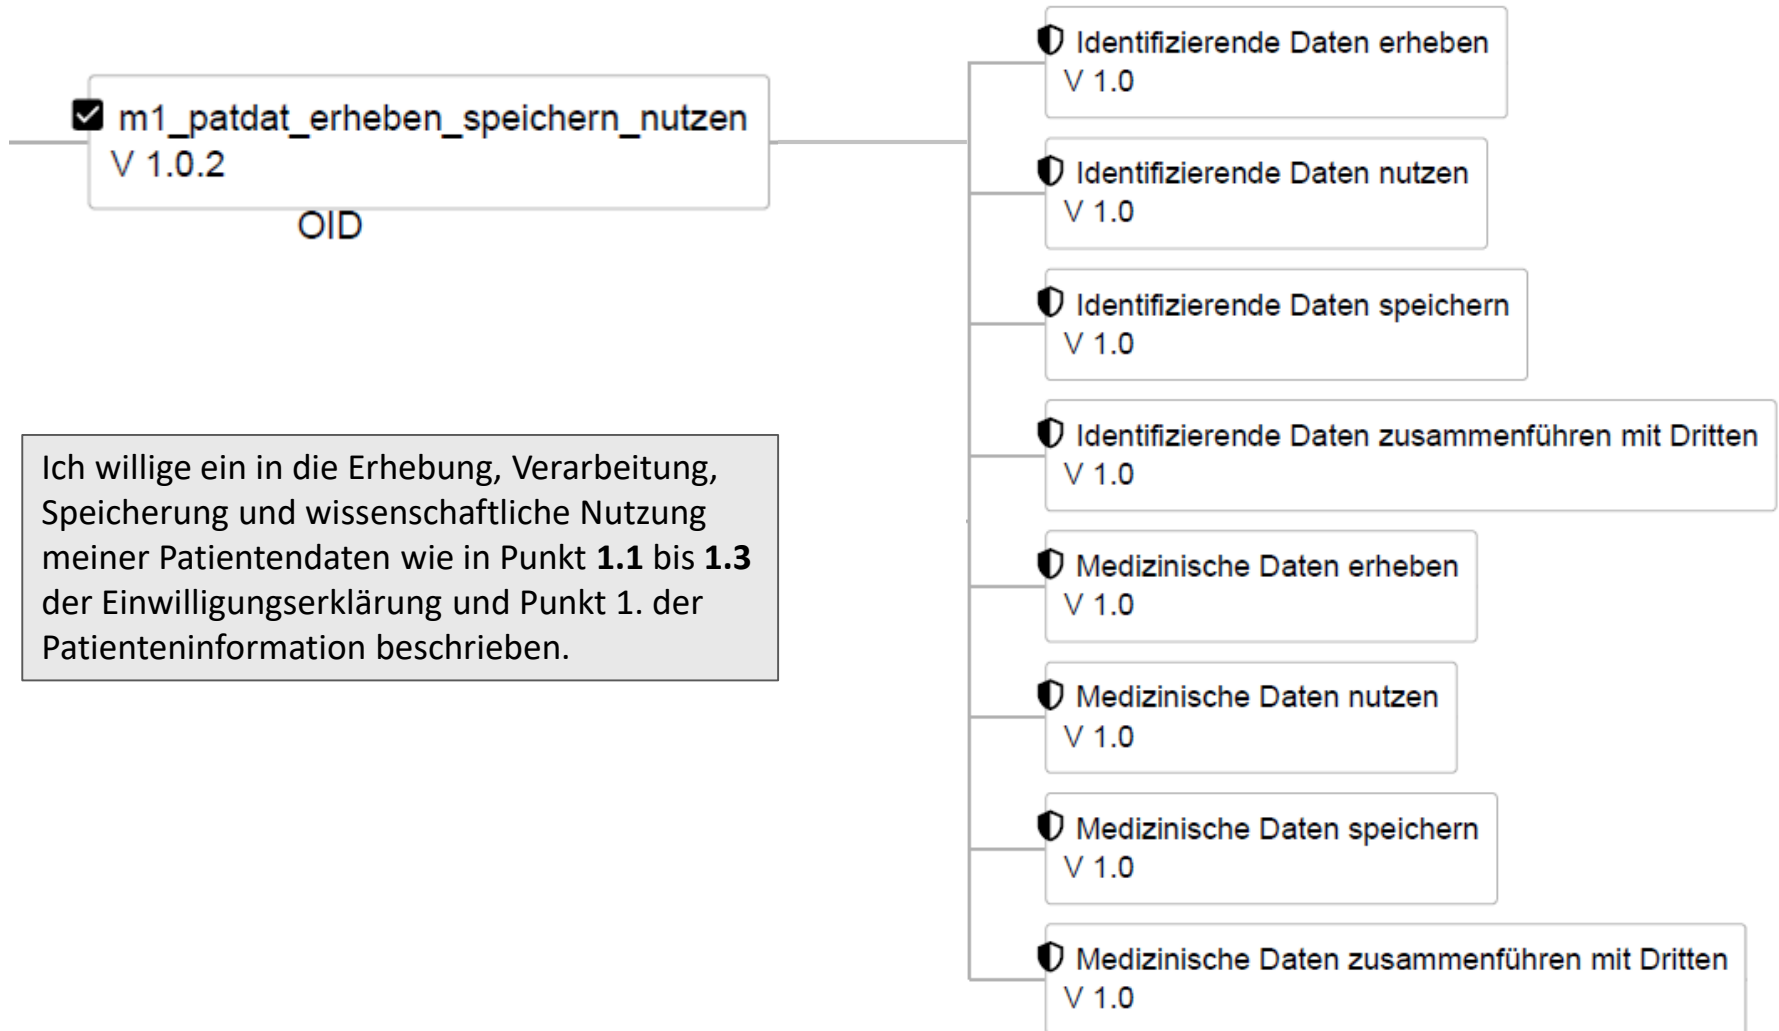 m1_patdat_erheben_speichern_nutzen
V 1.0.2
OID
Ich willige ein in die Erhebung, Verarbeitung,
Speicherung und wissenschaftliche Nutzung
meiner Patientendaten wie in Punkt 1.1 bis 1.3
der Einwilligungserklärung und Punkt 1. der
Patienteninformation beschrieben.
Identifizierende Daten erheben
V 1.0
Identifizierende Daten nutzen
V 1.0
Identifizierende Daten speichern
V 1.0
Identifizierende Daten zusammenführen mit Dritten
V 1.0
Medizinische Daten erheben
V 1.0
Medizinische Daten nutzen
V 1.0
Medizinische Daten speichern
V 1.0
Medizinische Daten zusammenführen mit Dritten
V 1.0